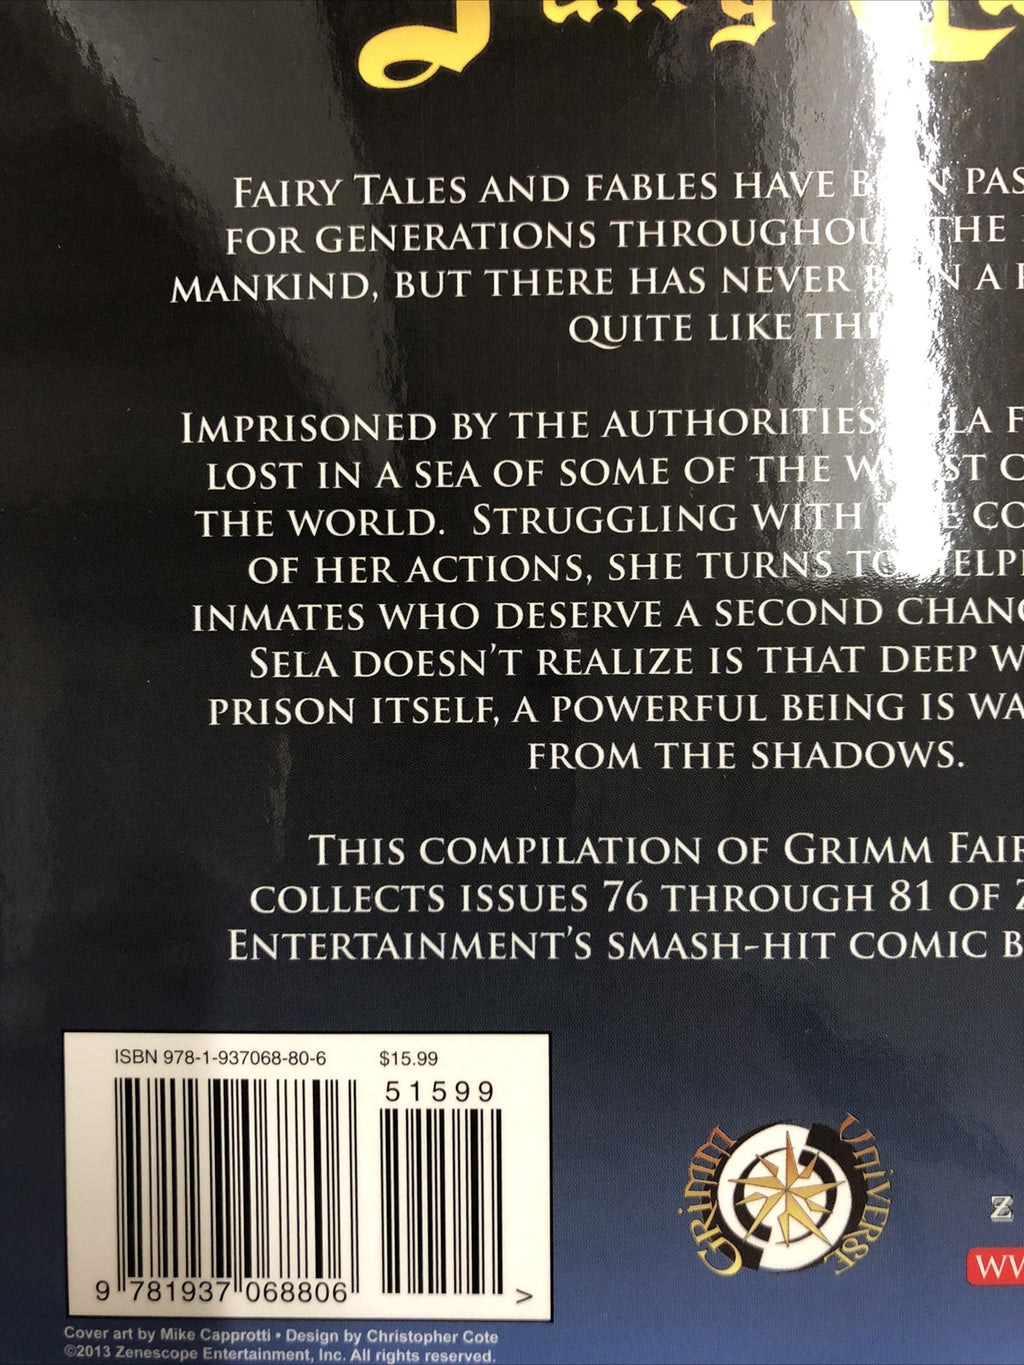 Fairy
Fairy Tales and fables have
for generations throughout the
mankind, but there has never been a
quite like
Imprisoned by the authorities
lost in a sea of some of the
the world. Struggling with
of her actions, she turns to
inmates who deserve a second
Sela doesn't realize is that deep
prison itself, a powerful being is
from the shadows.
This compilation of Grimm
collects issues 76 through 81 of
Entertainment's smash-hit comic
ISBN 978-1-937068-80-6 $15.99
51599
9 781937 068806 >
GRIMM UNIVERSE
Z
Cover art by Mike Capprotti • Design by Christopher Cote
©2013 Zenescope Entertainment, Inc. All rights reserved.